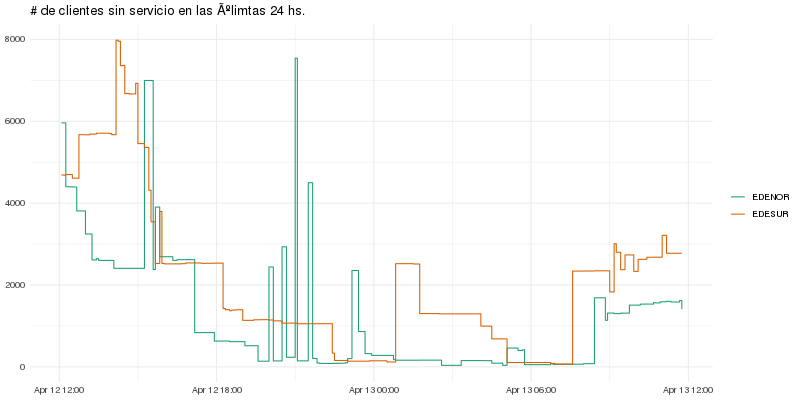 # de clientes sin servicio en las Ãºlimtas 24 hs.
8000
6000
4000
2000
0
EDENOR
EDESUR
Apr 12 12:00
Apr 12 18:00
Apr 13 00:00
Apr 13 06:00
Apr 13 12:00